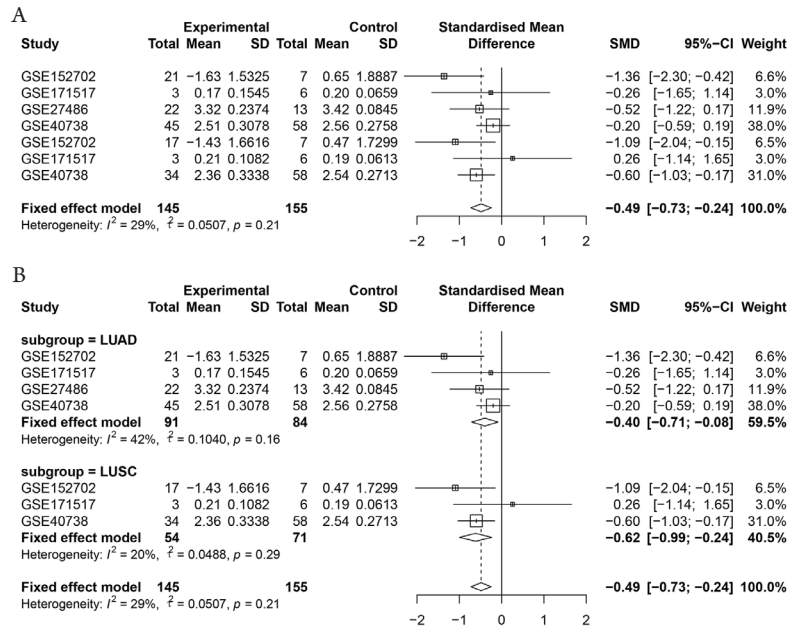 A
Experimental Control Standardised Mean
Study Total Mean SD Total Mean SD Difference SMD 95%−CI Weight
GSE152702 21 −1.63 1.5325 7 0.65 1.8887 −1.36 [−2.30; −0.42] 6.6%
GSE171517 3 0.17 0.1545 6 0.20 0.0659 −0.26 [−1.65; 1.14] 3.0%
GSE27486 22 3.32 0.2374 13 3.42 0.0845 −0.52 [−1.22; 0.17] 11.9%
GSE40738 45 2.51 0.3078 58 2.56 0.2758 −0.20 [−0.59; 0.19] 38.0%
GSE152702 17 −1.43 1.6616 7 0.47 1.7299 −1.09 [−2.04; −0.15] 6.5%
GSE171517 3 0.21 0.1082 6 0.19 0.0613 0.26 [−1.14; 1.65] 3.0%
GSE40738 34 2.36 0.3338 58 2.54 0.2713 −0.60 [−1.03; −0.17] 31.0%
Fixed effect model 145 155 −0.49 [−0.73; −0.24] 100.0%
Heterogeneity: I² = 29%, τ² = 0.0507, p = 0.21
−2 −1 0 1 2
B
Experimental Control Standardised Mean
Study Total Mean SD Total Mean SD Difference SMD 95%−CI Weight
subgroup = LUAD
GSE152702 21 −1.63 1.5325 7 0.65 1.8887 −1.36 [−2.30; −0.42] 6.6%
GSE171517 3 0.17 0.1545 6 0.20 0.0659 −0.26 [−1.65; 1.14] 3.0%
GSE27486 22 3.32 0.2374 13 3.42 0.0845 −0.52 [−1.22; 0.17] 11.9%
GSE40738 45 2.51 0.3078 58 2.56 0.2758 −0.20 [−0.59; 0.19] 38.0%
Fixed effect model 91 84 −0.40 [−0.71; −0.08] 59.5%
Heterogeneity: I² = 42%, τ² = 0.1040, p = 0.16
subgroup = LUSC
GSE152702 17 −1.43 1.6616 7 0.47 1.7299 −1.09 [−2.04; −0.15] 6.5%
GSE171517 3 0.21 0.1082 6 0.19 0.0613 0.26 [−1.14; 1.65] 3.0%
GSE40738 34 2.36 0.3338 58 2.54 0.2713 −0.60 [−1.03; −0.17] 31.0%
Fixed effect model 54 71 −0.62 [−0.99; −0.24] 40.5%
Heterogeneity: I² = 20%, τ² = 0.0488, p = 0.29
Fixed effect model 145 155 −0.49 [−0.73; −0.24] 100.0%
Heterogeneity: I² = 29%, τ² = 0.0507, p = 0.21
−2 −1 0 1 2